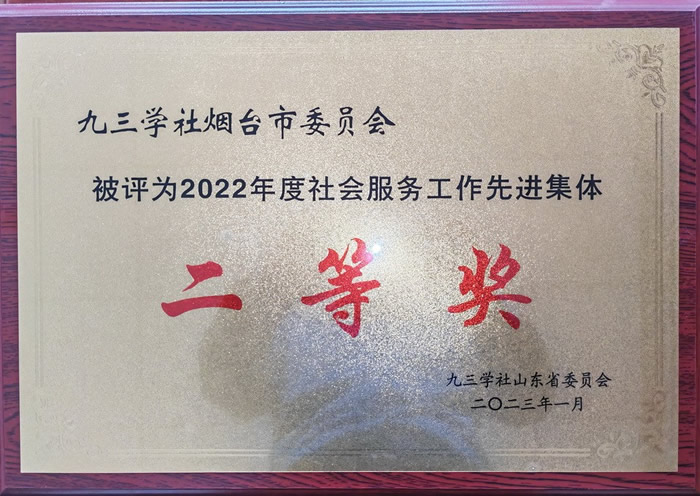 九三学社烟台市委员会
被评为2022年度社会服务工作先进集体
二等奖
九三学社山东省委员会
二〇二三年一月